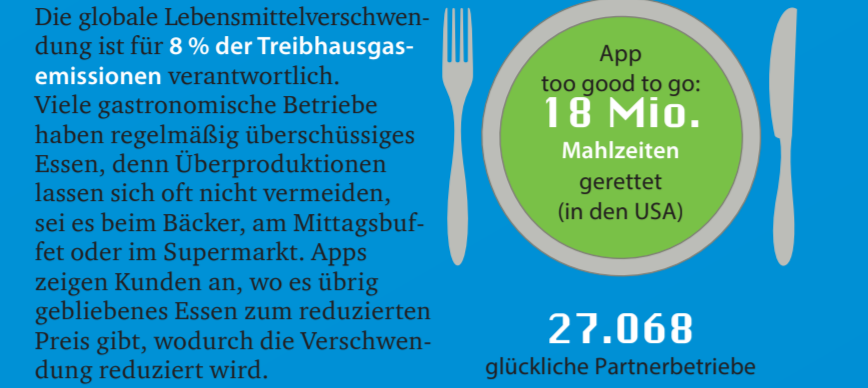 Die globale Lebensmittelverschwen-
dung ist für 8 % der Treibhausgas-
emissionen verantwortlich.
Viele gastronomische Betriebe
haben regelmäßig überschüssiges
Essen, denn Überproduktionen
lassen sich oft nicht vermeiden,
sei es beim Bäcker, am Mittagsbuf-
fet oder im Supermarkt. Apps
zeigen Kunden an, wo es übrig
gebliebenes Essen zum reduzierten
Preis gibt, wodurch die Verschwen-
dung reduziert wird.
App
too good to go:
18 Mio.
Mahlzeiten
gerettet
(in den USA)
27.068
glückliche Partnerbetriebe